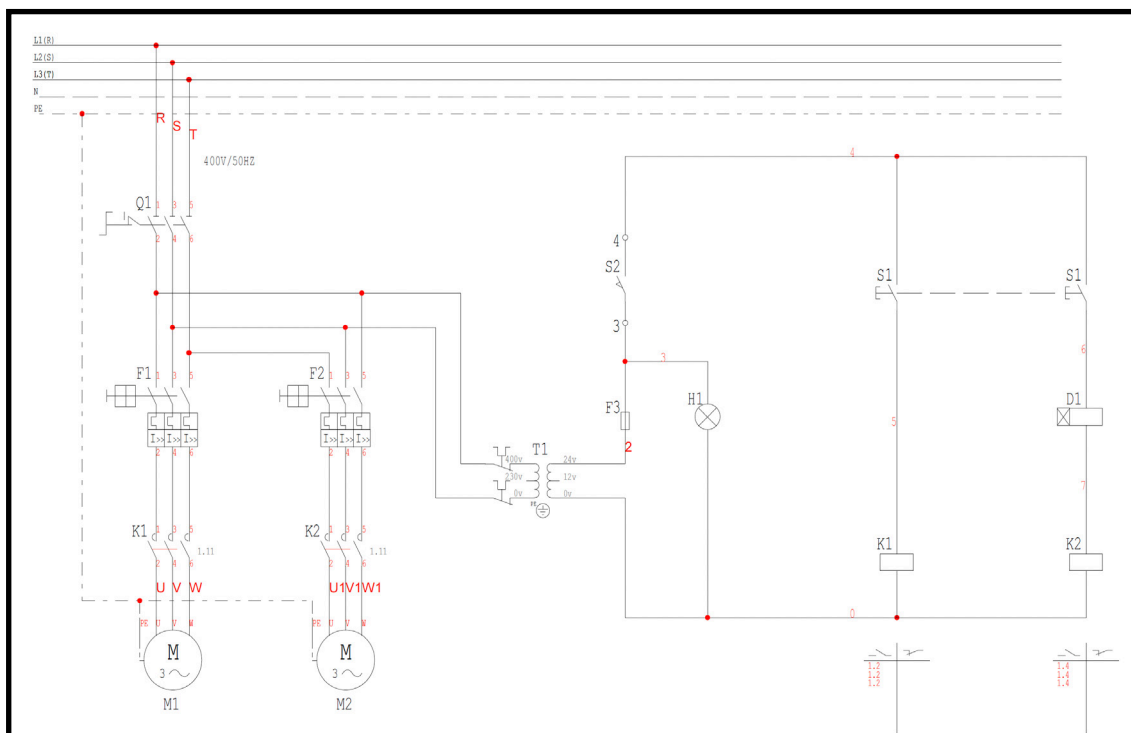 L1(R)
L2(S)
L3(T)
N
PE
R S T
400V/50HZ
4
Q1 1 3 5
2 4 6
4
S2
3
S1 S1
3
6
F1 1 3 5
F2 1 3 5
I>> I>> I>>
I>> I>> I>>
2 4 6
2 4 6
F3
H1
5
D1
2
T1
400v 24v
230v 12v
0v 0v
7
K1 1 3 5
2 4 6
1.11
K2 1 3 5
2 4 6
1.11
K1
K2
U V W
U1 V1 W1
0
PE U V W
PE U V W
M
3
M1
M
3
M2
1.2
1.2
1.2
1.4
1.4
1.4